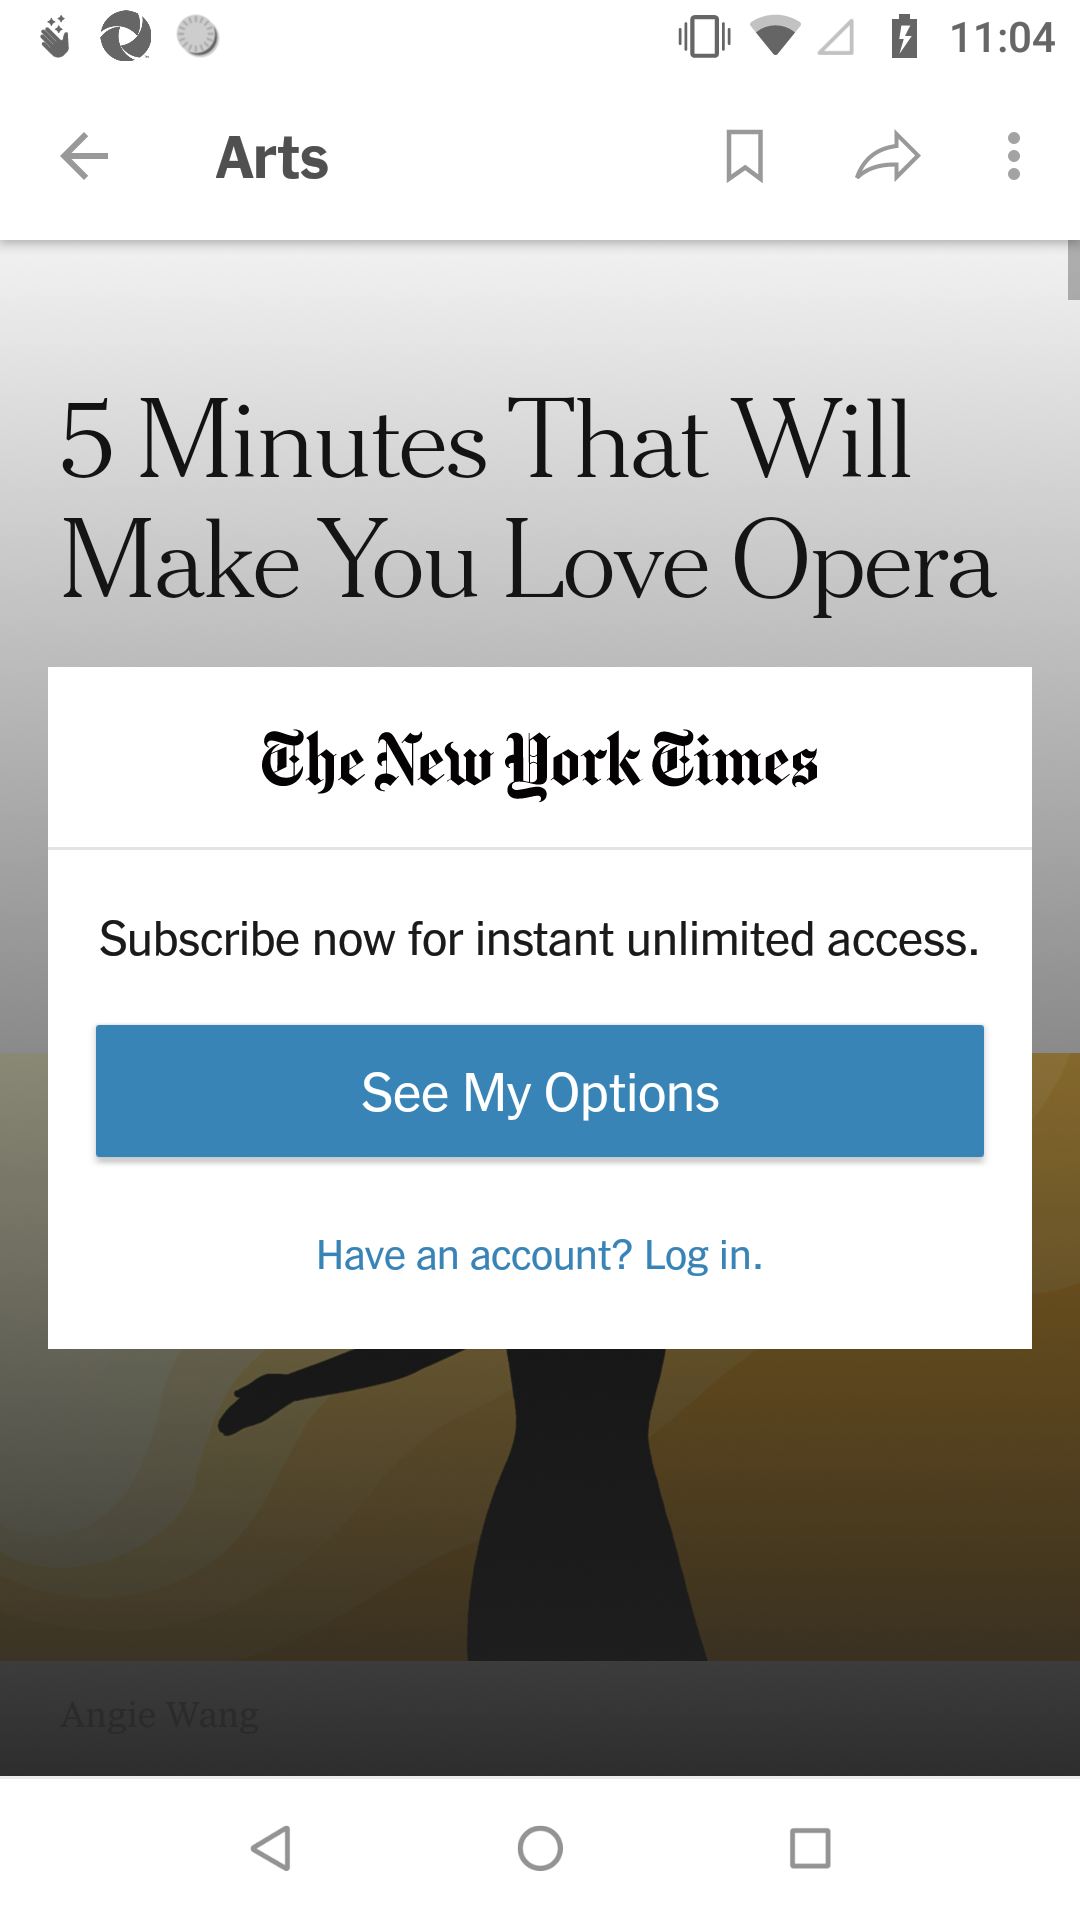 11:04
Arts
5 Minutes That Will
Make You Love Opera
The New York Times
Subscribe now for instant unlimited access.
See My Options
Have an account? Log in.
Angie Wang